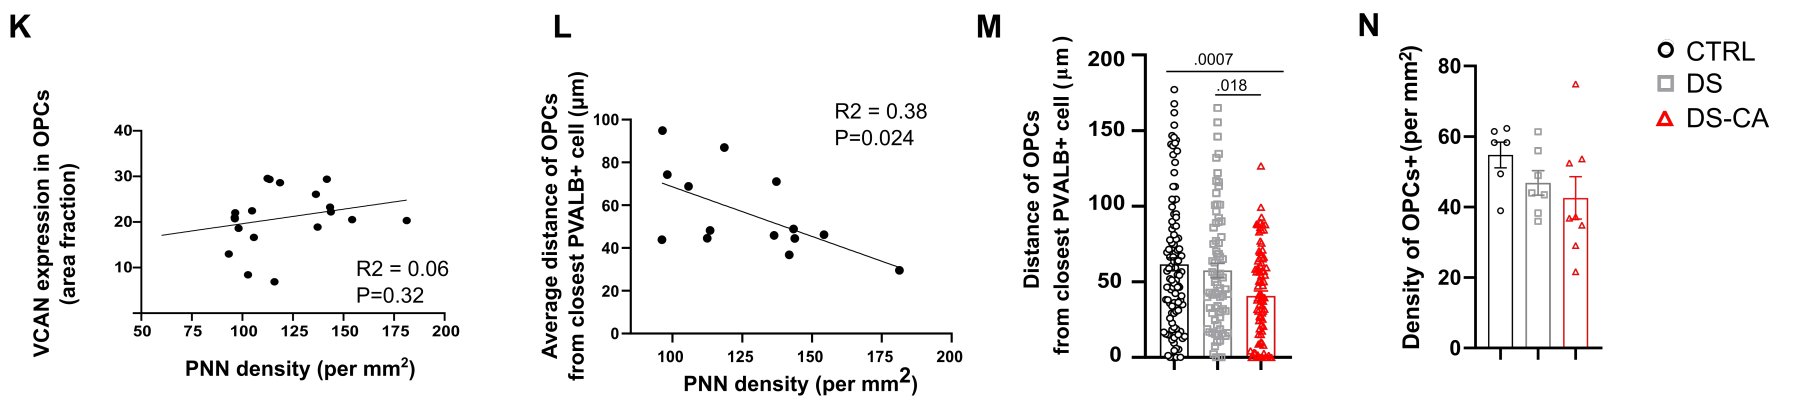 K
VCAN expression in OPCs
(area fraction)
40
30
20
10
50 75 100 125 150 175 200
R2 = 0.06
P=0.32
PNN density (per mm²)
L
Average distance of OPCs
from closest PVALB+ cell (µm)
100
80
60
40
20
0
100 125 150 175 200
R2 = 0.38
P=0.024
PNN density (per mm²)
M
Distance of OPCs
from closest PVALB+ cell (µm )
200
150
100
50
0
.0007
.018
N
Density of OPCs+(per mm²)
80
60
40
20
0
CTRL
DS
DS-CA